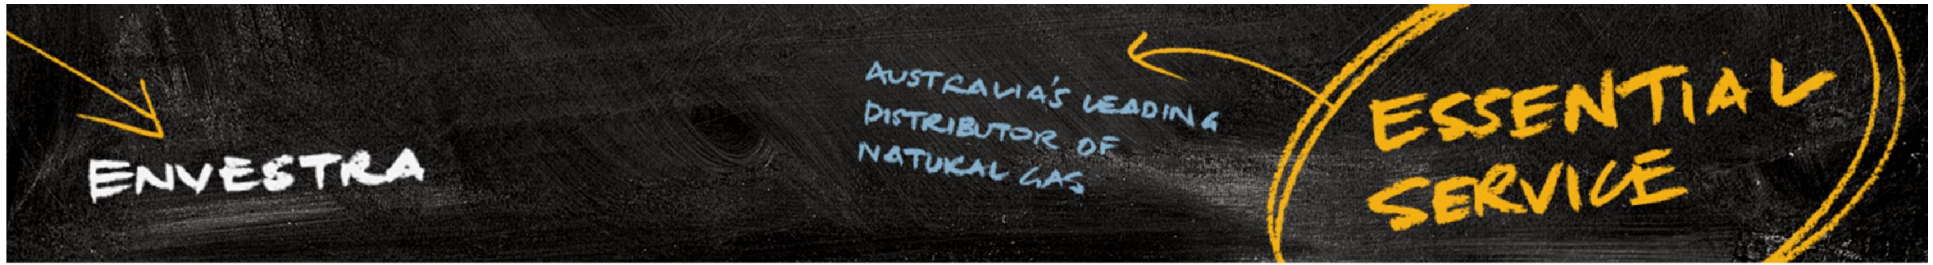 ENVESTRA
AUSTRALIA'S LEADING
DISTRIBUTOR OF
NATURAL GAS
ESSENTIAL
SERVICE